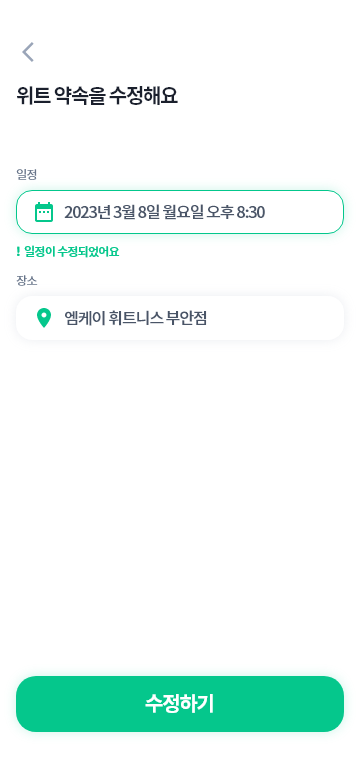 위트 약속을 수정해요
일정
2023년 3월 8일 월요일 오후 8:30
! 일정이 수정되었어요
장소
엠케이 휘트니스 부안점
수정하기